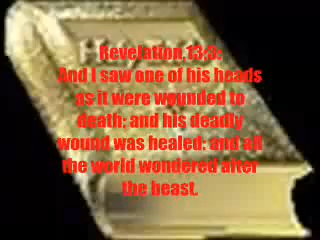 Revelation 13:3:
And I saw one of his heads
as it were wounded to
death; and his deadly
wound was healed: and all
the world wondered after
the beast.